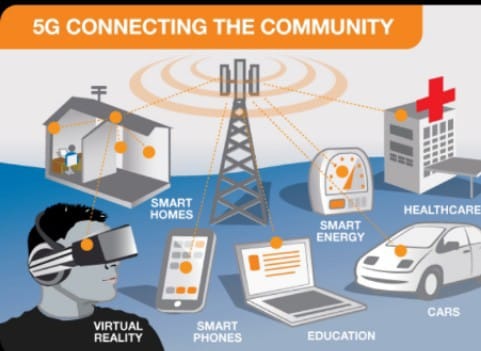 5G CONNECTING THE COMMUNITY
SMART
HOMES
SMART
ENERGY
HEALTHCARE
VIRTUAL
REALITY
SMART
PHONES
EDUCATION
CARS